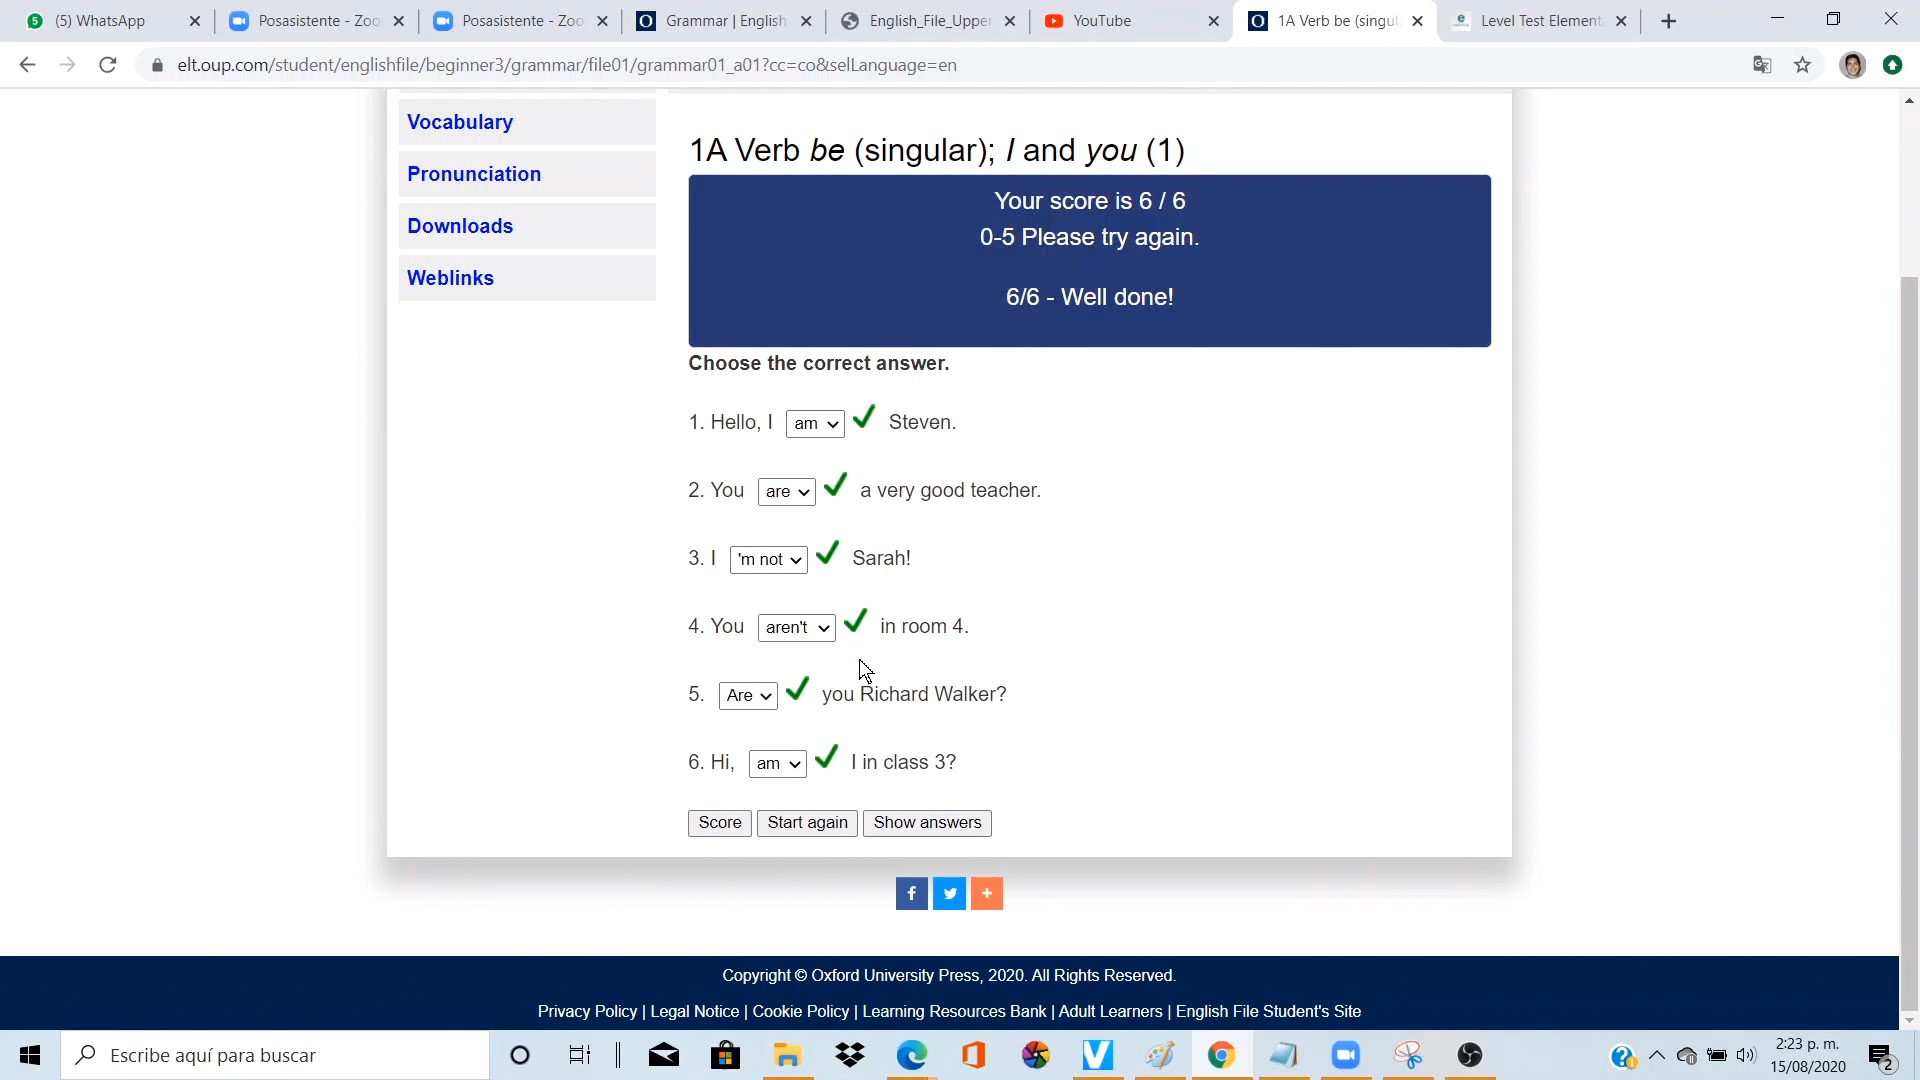 (5) WhatsApp
Posasistente - Zoo
Posasistente - Zoo
Grammar | English
English_File_Upper
YouTube
1A Verb be (singul
Level Test Element
elt.oup.com/student/englishfile/beginner3/grammar/file01/grammar01_a01?cc=co&selLanguage=en
Vocabulary
Pronunciation
Downloads
Weblinks
1A Verb be (singular); I and you (1)
Your score is 6 / 6
0-5 Please try again.
6/6 - Well done!
Choose the correct answer.
1. Hello, I am Steven.
2. You are a very good teacher.
3. I 'm not Sarah!
4. You aren't in room 4.
5. Are you Richard Walker?
6. Hi, am I in class 3?
Score Start again Show answers
Copyright © Oxford University Press, 2020. All Rights Reserved.
Privacy Policy | Legal Notice | Cookie Policy | Learning Resources Bank | Adult Learners | English File Student's Site
Escribe aquí para buscar
2:23 p. m.
15/08/2020
2